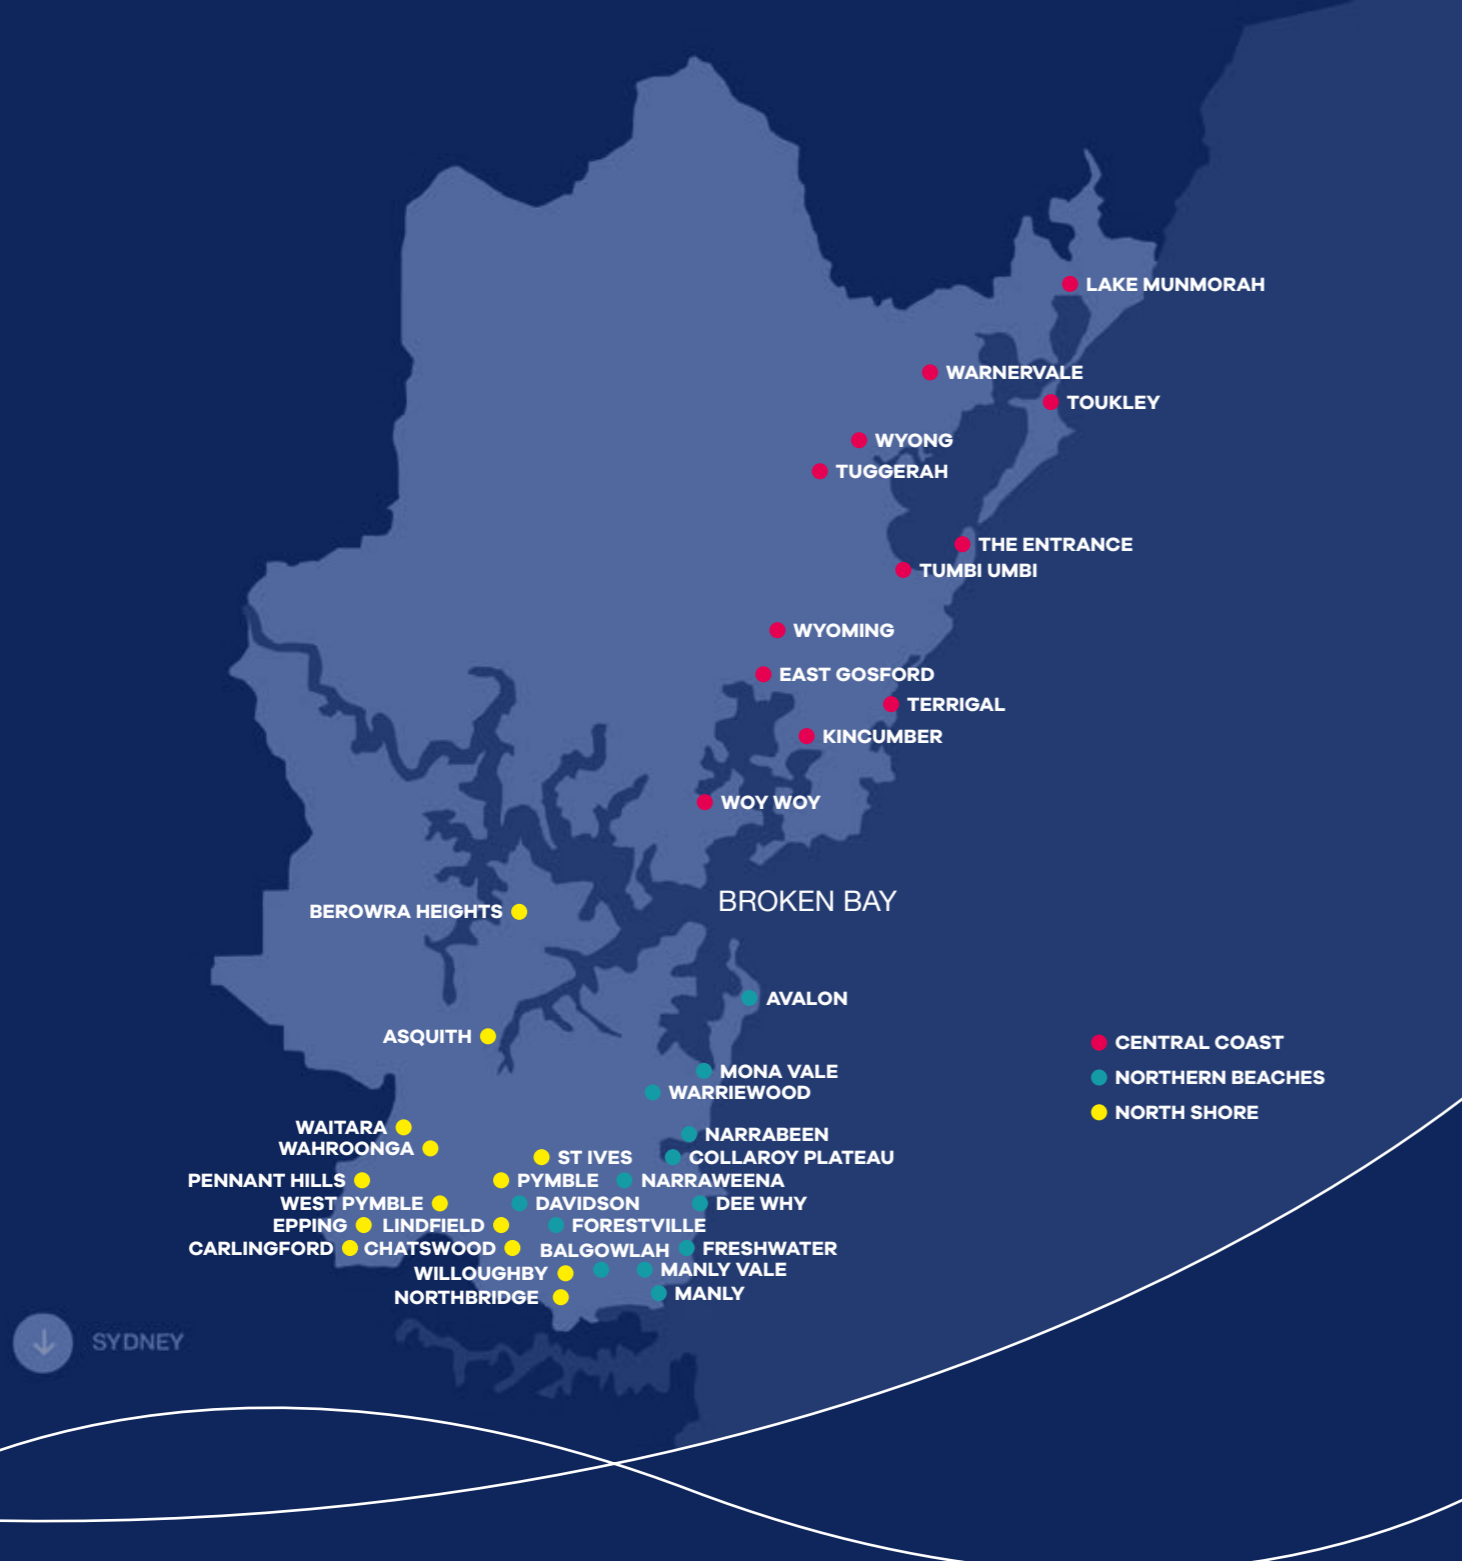 LAKE MUNMORAH
WARNERVALE
TOUKLEY
WYONG
TUGGERAH
THE ENTRANCE
TUMBI UMBI
WYOMING
EAST GOSFORD
TERRIGAL
KINCUMBER
WOY WOY
BROKEN BAY
BEROWRA HEIGHTS
AVALON
ASQUITH
CENTRAL COAST
NORTHERN BEACHES
NORTH SHORE
MONA VALE
WARRIEWOOD
WAITARA
NARRABEEN
WAHROONGA
ST IVES
COLLAROY PLATEAU
PENNANT HILLS
PYMBLE
NARRAWEENA
WEST PYMBLE
DAVIDSON
DEE WHY
EPPING
LINDFIELD
FORESTVILLE
CARLINGFORD
CHATSWOOD
BALGOWLAH
FRESHWATER
WILLOUGHBY
MANLY VALE
NORTHBRIDGE
MANLY
SYDNEY